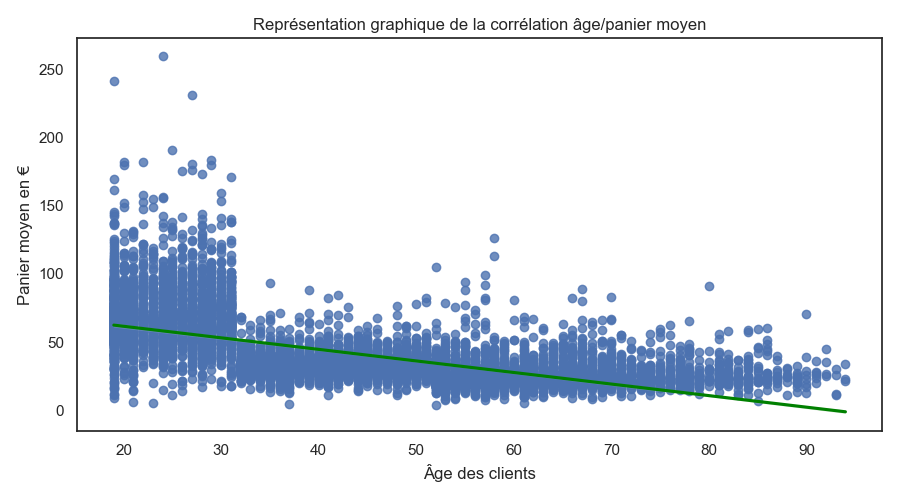 Représentation graphique de la corrélation âge/panier moyen
250
200
150
100
50
0
Panier moyen en €
20 30 40 50 60 70 80 90
Âge des clients